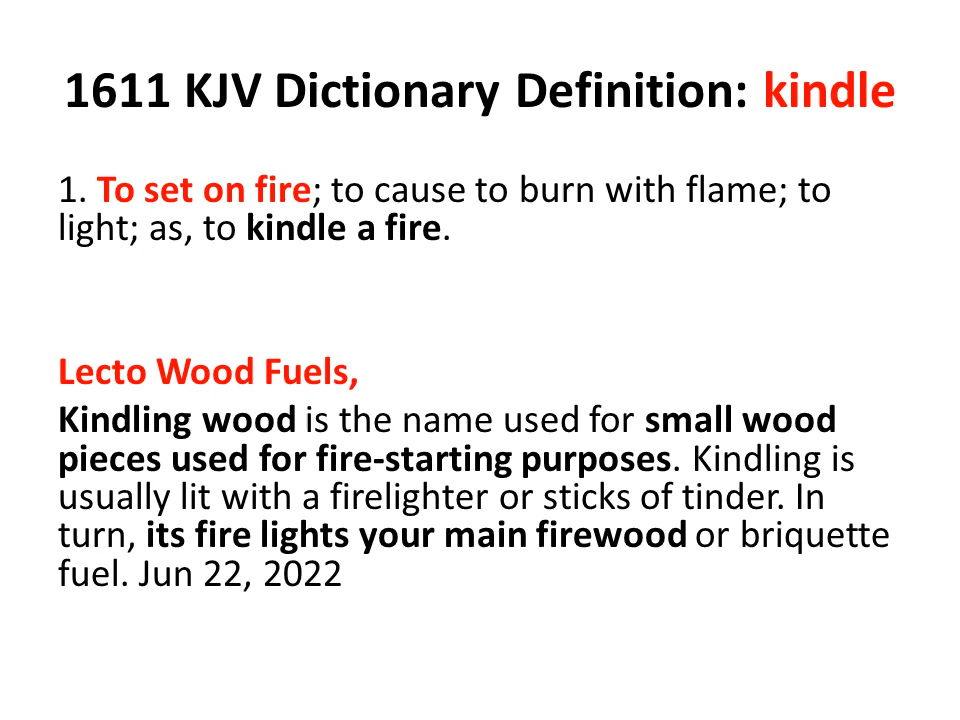 1611 KJV Dictionary Definition: kindle
1. To set on fire; to cause to burn with flame; to
light; as, to kindle a fire.
Lecto Wood Fuels,
Kindling wood is the name used for small wood
pieces used for fire-starting purposes. Kindling is
usually lit with a firelighter or sticks of tinder. In
turn, its fire lights your main firewood or briquette
fuel. Jun 22, 2022